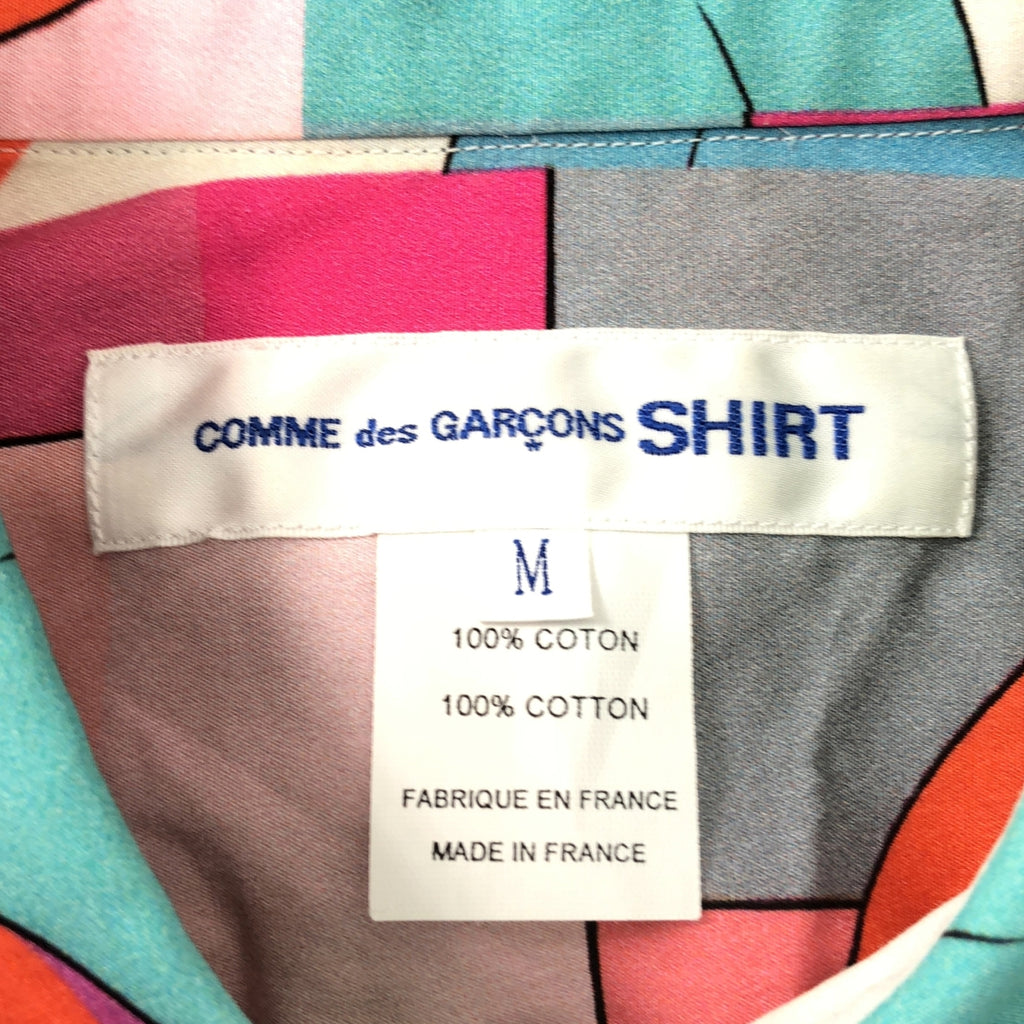 COMME des GARÇONS SHIRT
M
100% COTON
100% COTTON
FABRIQUE EN FRANCE
MADE IN FRANCE